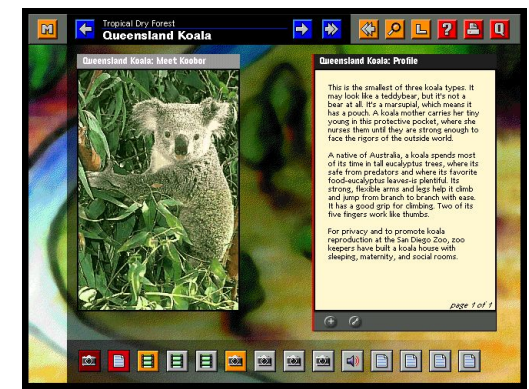 M
Tropical Dry Forest
Queensland Koala
L
?
Q
Queensland Koala: Meet Koobor
Queensland Koala: Profile
This is the smallest of three koala types. It
may look like a teddybear, but it's not a
bear at all. It's a marsupial, which means it
has a pouch. A koala mother carries her tiny
young in this protective pocket, where she
nurses them until they are strong enough to
face the rigors of the outside world.
A native of Australia, a koala spends most
of its time in tall eucalyptus trees, where its
safe from predators and where its favorite
food-eucalyptus leaves-is plentiful. Its
strong, flexible arms and legs help it climb
and jump from branch to branch with ease.
It has a good grip for climbing. Two of its
five fingers work like thumbs.
For privacy and to promote koala
reproduction at the San Diego Zoo, zoo
keepers have built a koala house with
sleeping, maternity, and social rooms.
page 1 of 1